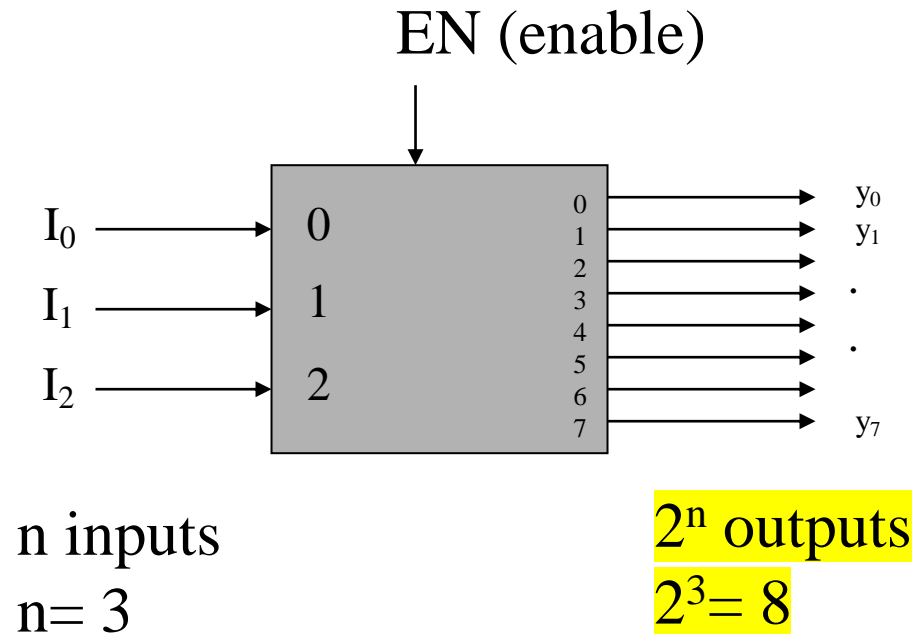 EN (enable)
I₀
I₁
I₂
0
1
2
0
1
2
3
4
5
6
7
y₀
y₁
.
.
y₇
n inputs
n= 3
2ⁿ outputs
2³= 8